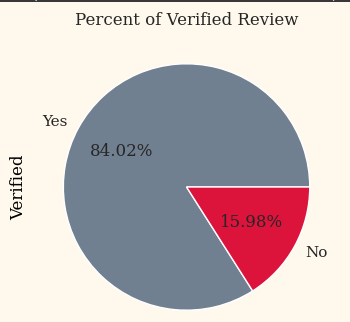 Percent of Verified Review
Yes
84.02%
Verified
15.98%
No